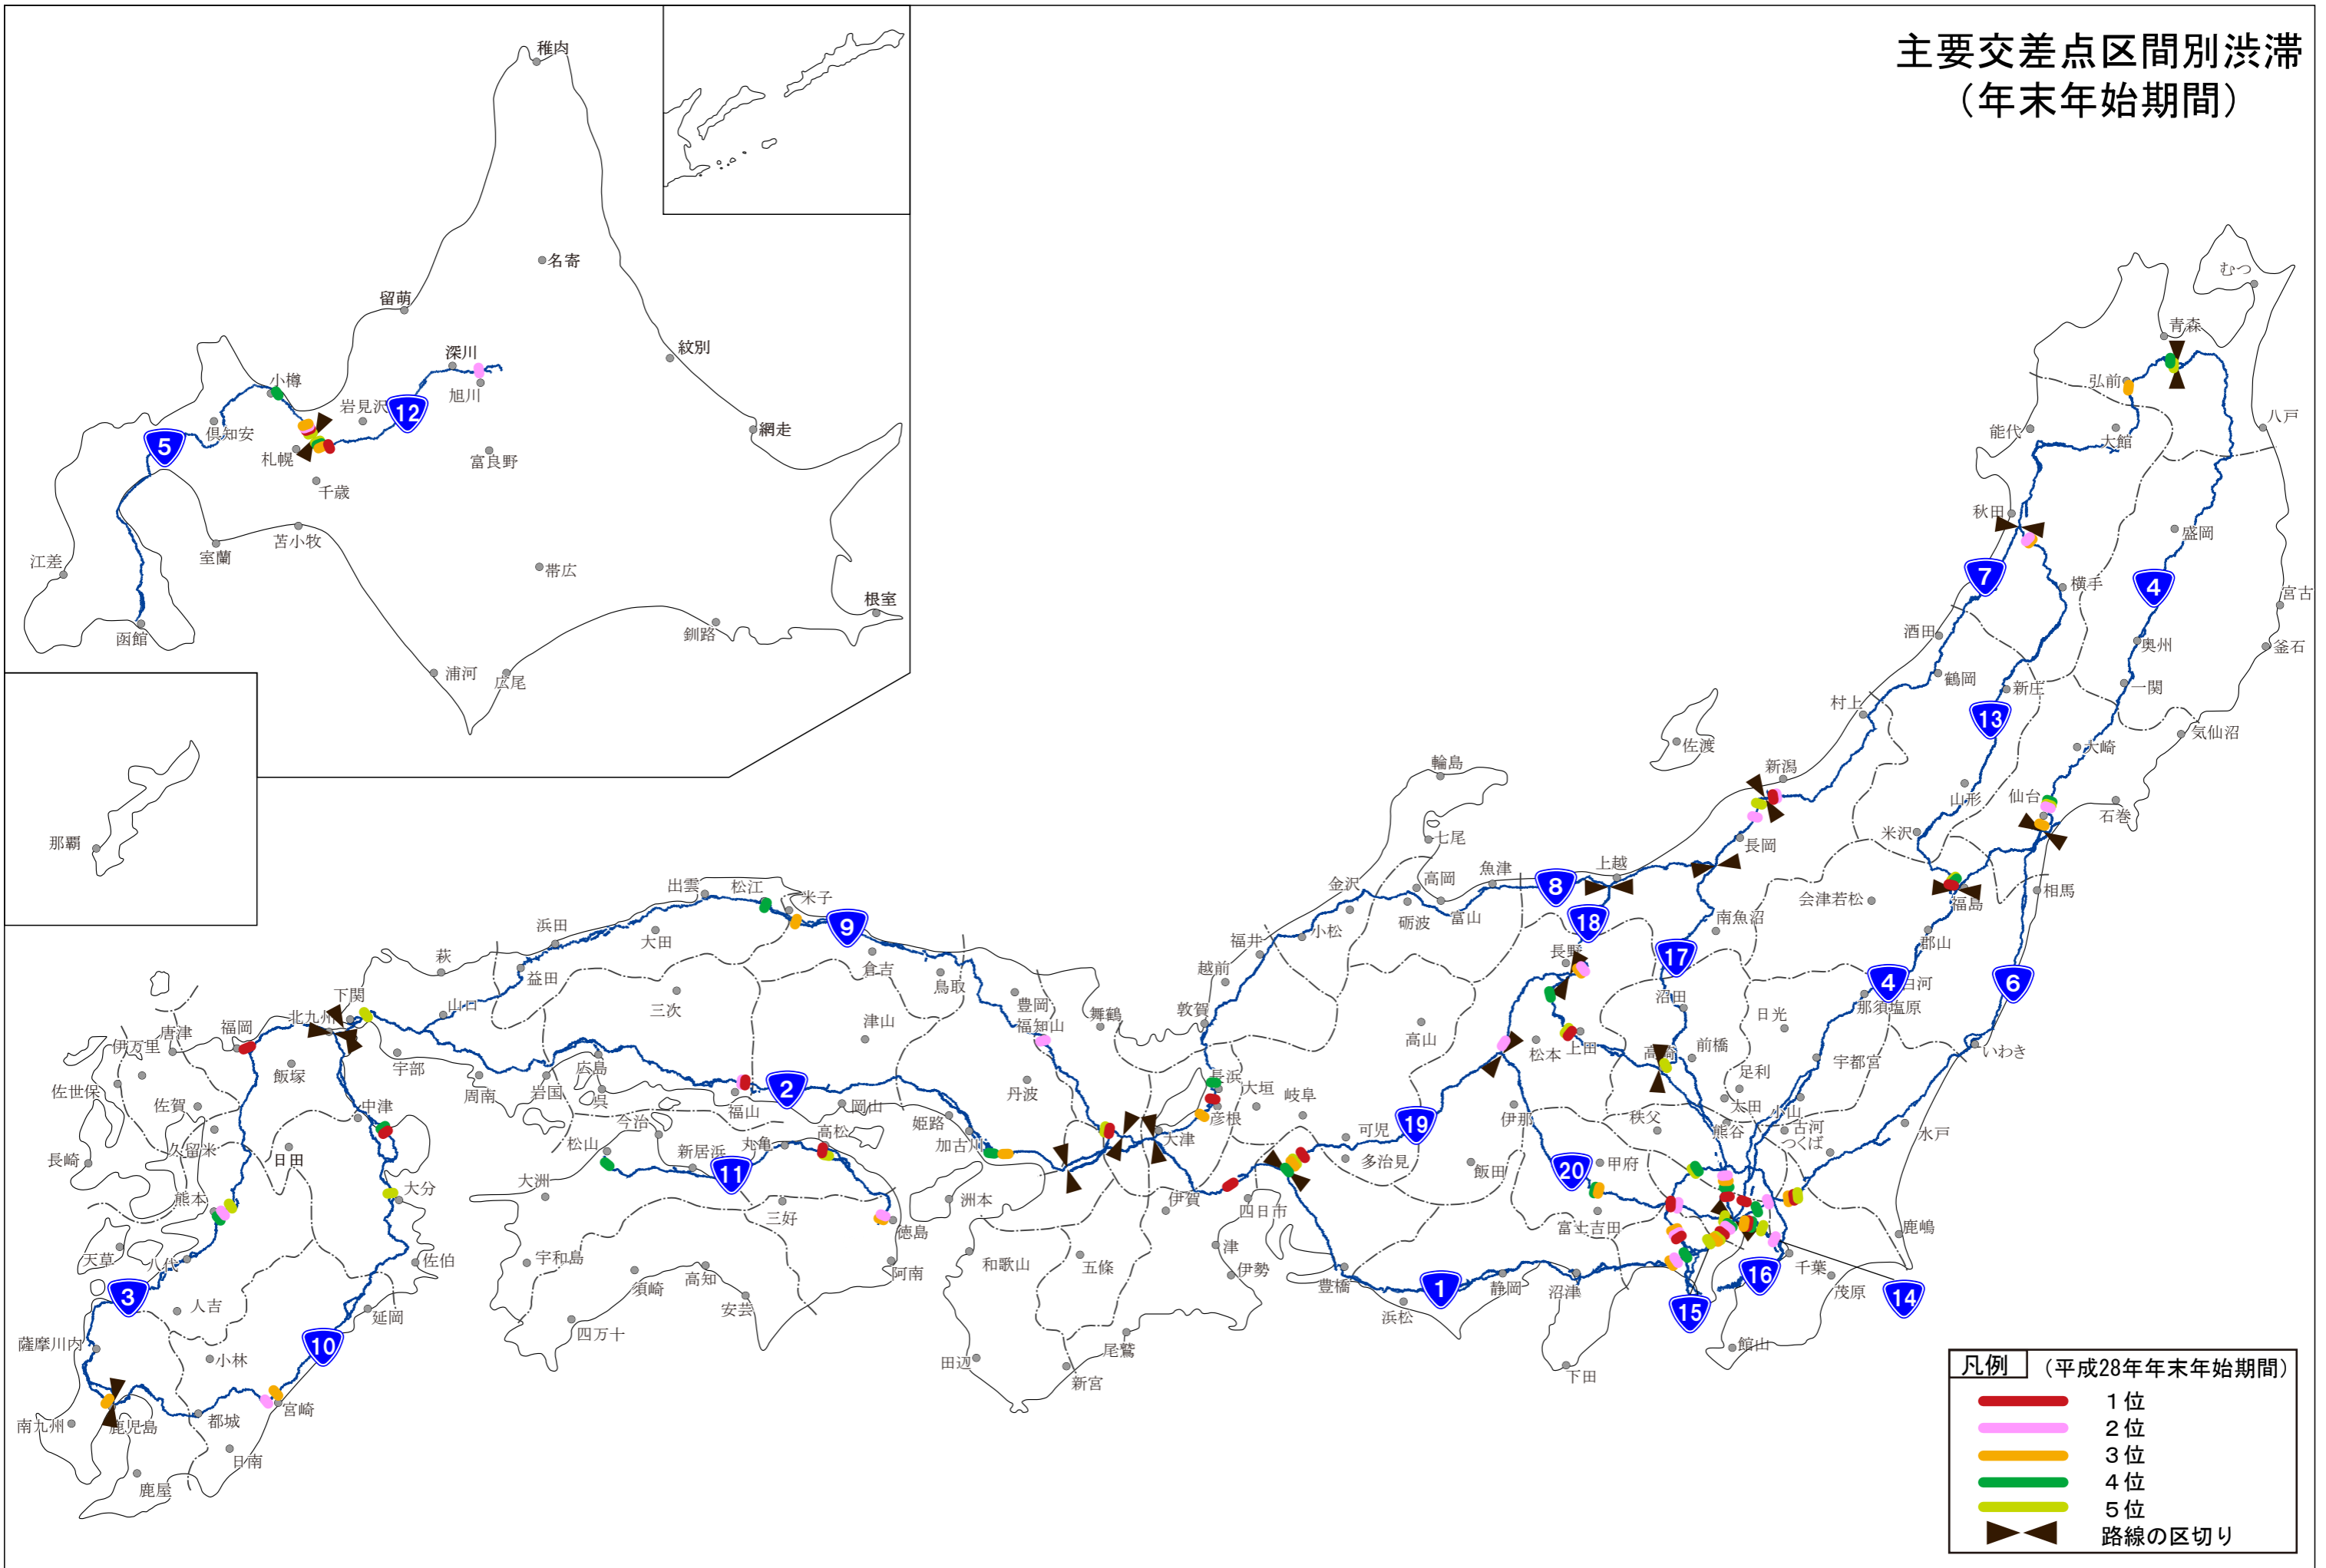 主要交差点区間別渋滞
（年末年始期間）
稚内
名寄
留萌
紋別
深川
旭川
小樽
岩見沢
12
倶知安
5
札幌
富良野
千歳
網走
苫小牧
室蘭
江差
帯広
根室
函館
釧路
浦河
広尾
那覇
むつ
青森
弘前
八戸
能代
大館
秋田
盛岡
7
横手
4
宮古
酒田
奥州
釜石
鶴岡
新庄
一関
村上
13
気仙沼
佐渡
大崎
輪島
新潟
山形
仙台
石巻
七尾
長岡
米沢
魚津
上越
高岡
金沢
8
相馬
福島
会津若松
砺波
富山
18
南魚沼
小松
福井
長野
17
郡山
越前
4
白河
6
那須塩原
沼田
日光
敦賀
高山
松本
上田
高崎
前橋
宇都宮
いわき
足利
出雲
松江
米子
9
浜田
大田
倉吉
鳥取
萩
益田
豊岡
下関
山口
三次
福知山
舞鶴
北九州
津山
唐津
福岡
伊万里
飯塚
宇部
広島
岩国
周南
呉
2
福山
岡山
丹波
長浜
大垣
岐阜
伊那
太田
小山
秩父
熊谷
古河
つくば
水戸
佐世保
佐賀
中津
今治
姫路
彦根
19
久留米
松山
丸亀
高松
加古川
大津
可児
長崎
日田
新居浜
11
多治見
飯田
20
甲府
大洲
洲本
伊賀
四日市
富士吉田
鹿嶋
熊本
大分
三好
徳島
天草
八代
佐伯
宇和島
和歌山
五條
津
伊勢
千葉
須崎
高知
阿南
豊橋
1
静岡
沼津
16
茂原
14
3
人吉
延岡
安芸
浜松
15
薩摩川内
10
四万十
尾鷲
館山
小林
田辺
新宮
下田
南九州
鹿児島
都城
宮崎
日南
鹿屋
凡例
（平成28年年末年始期間）
１位
２位
３位
４位
５位
路線の区切り